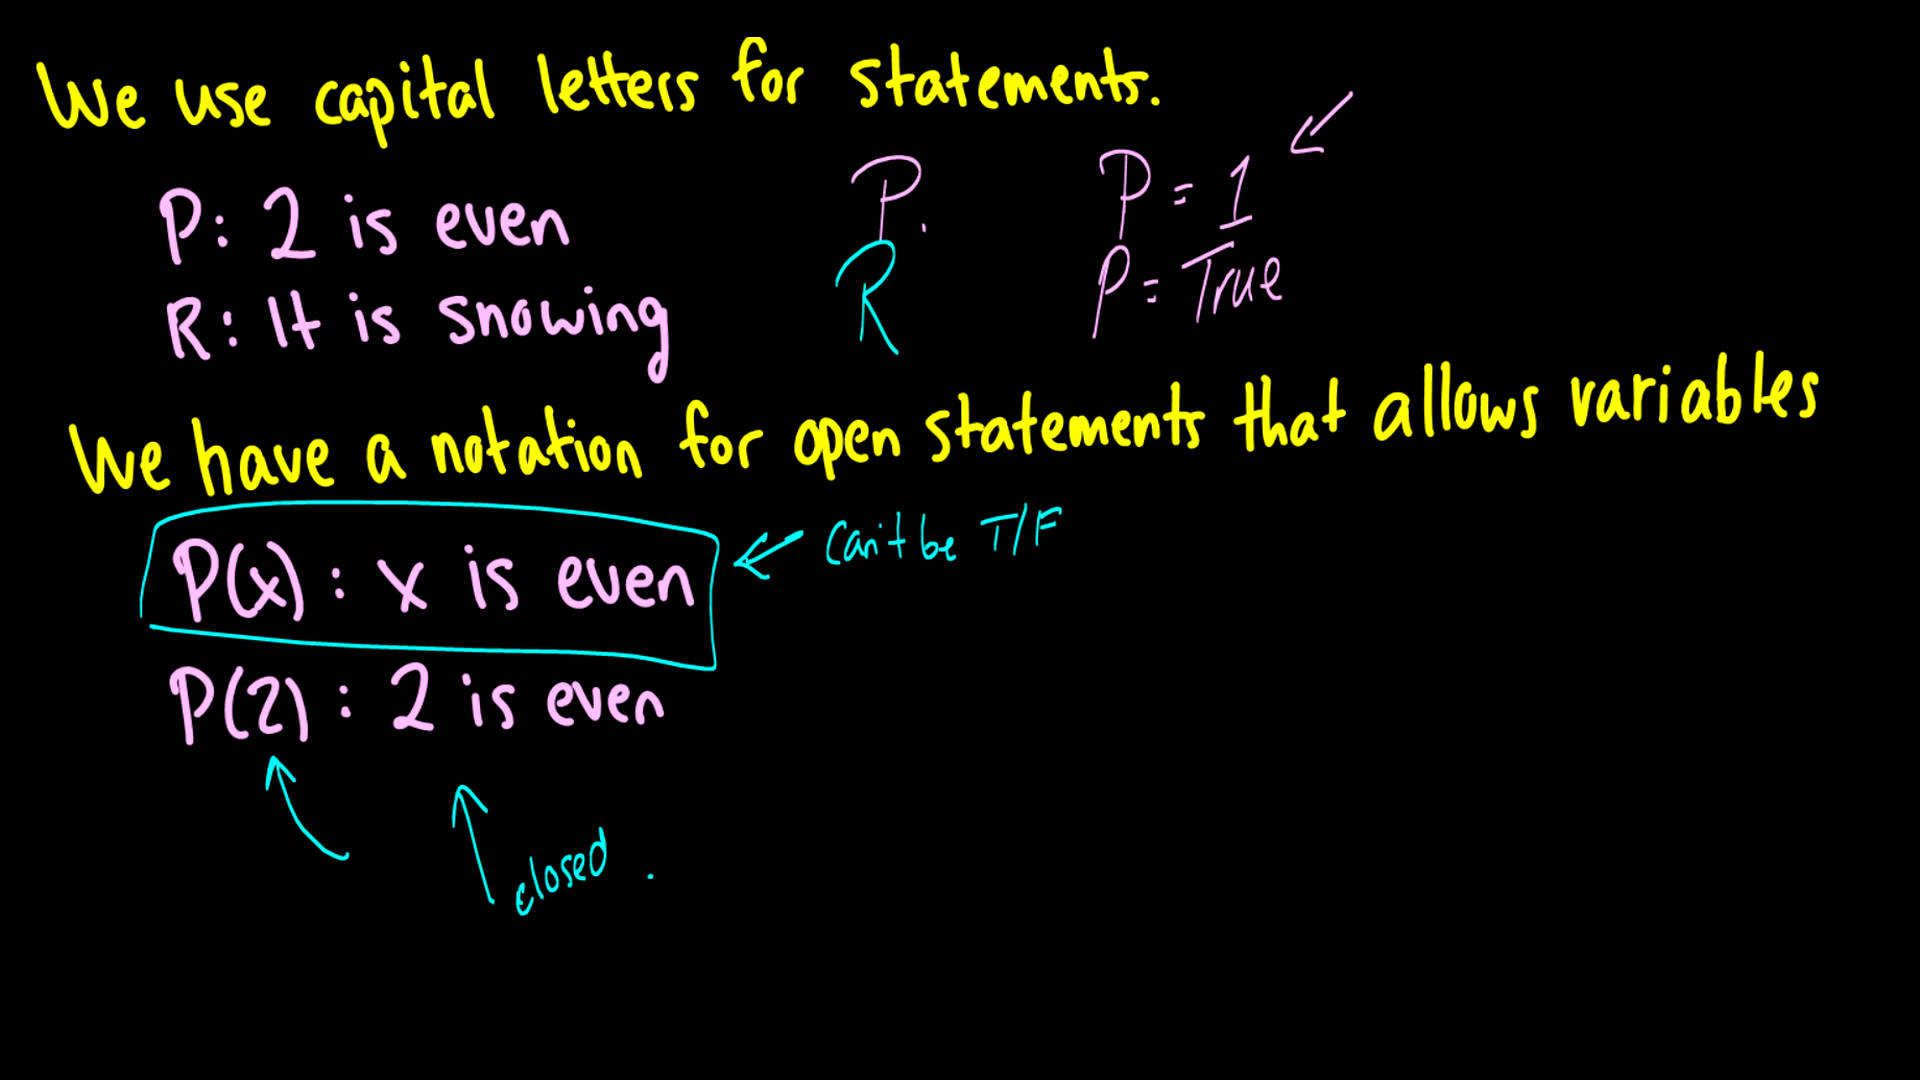 We use capital letters for statements.
P: 2 is even
P.
P = 1
R: It is snowing
R
P = True
We have a notation for open statements that allows variables
P(x) : x is even
Can't be T/F
P(2) : 2 is even
closed.